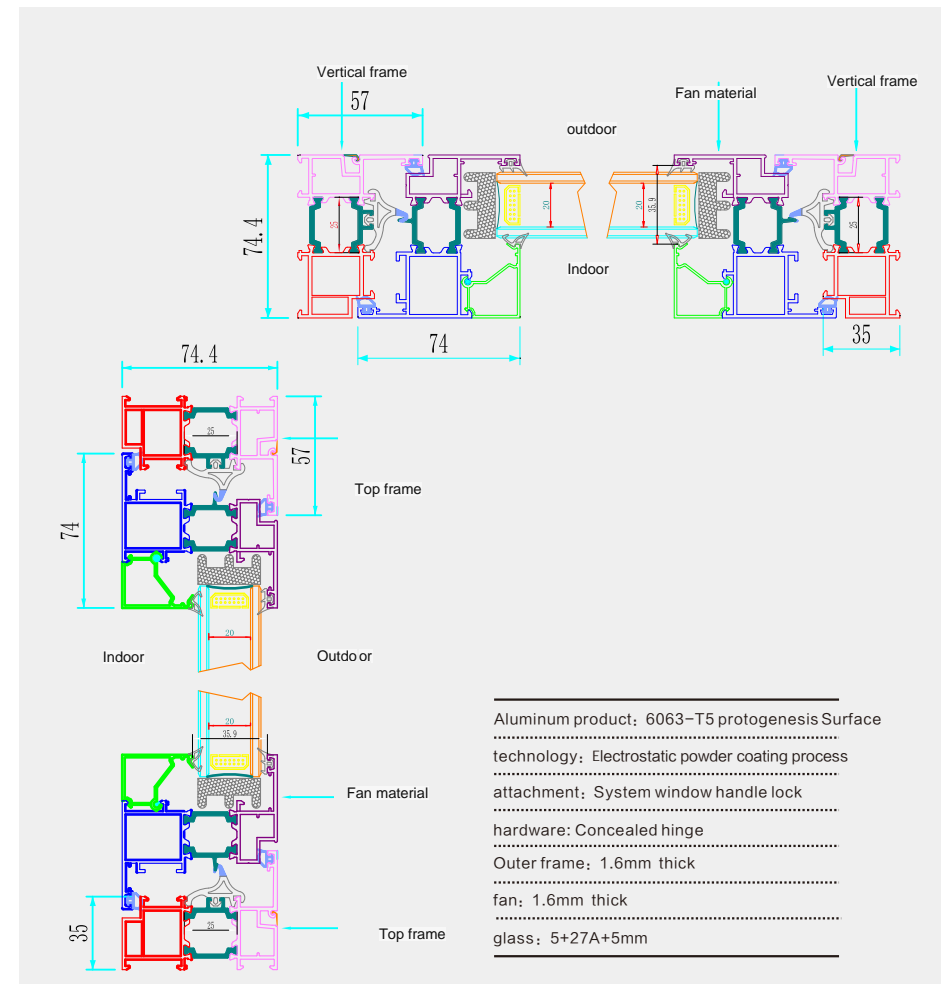 Vertical frame
57
Fan material
Vertical frame
outdoor
74.4
25
20
20
35.9
25
Indoor
74
35
74.4
25
57
Top frame
74
20
Indoor
Outdoor
20
35.9
Fan material
35
25
Top frame
Aluminum product: 6063-T5 protogenesis Surface
technology: Electrostatic powder coating process
attachment: System window handle lock
hardware: Concealed hinge
Outer frame: 1.6mm thick
fan: 1.6mm thick
glass: 5+27A+5mm